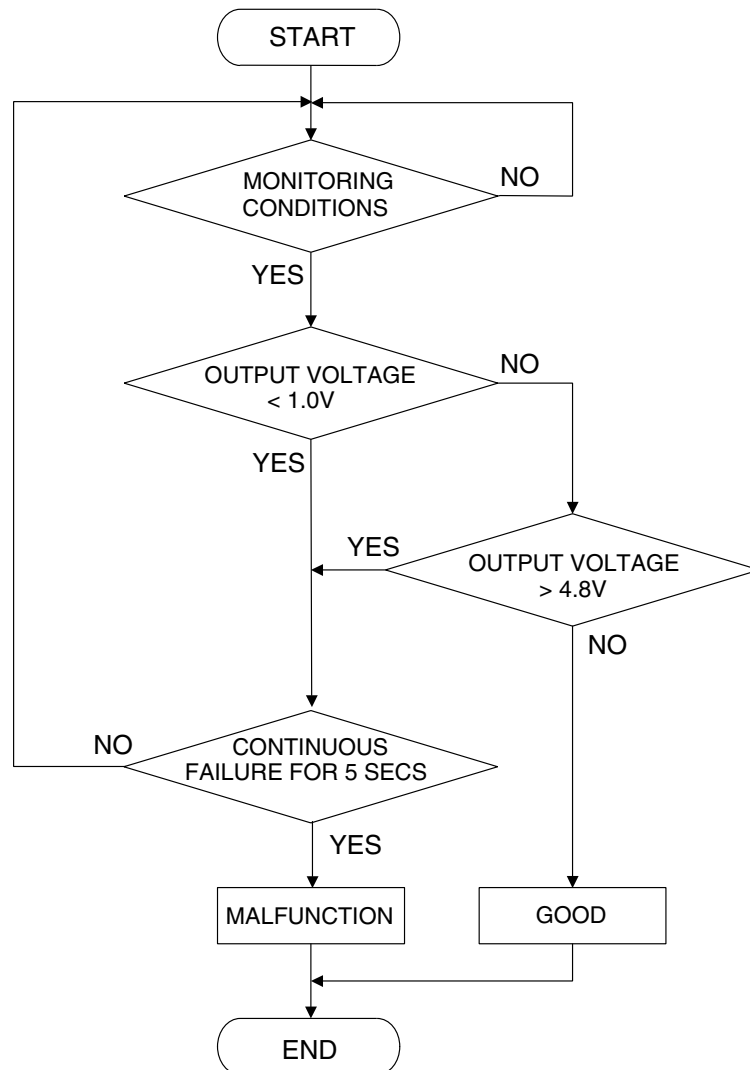 START
MONITORING
CONDITIONS
NO
YES
OUTPUT VOLTAGE
< 1.0V
NO
YES
YES
OUTPUT VOLTAGE
> 4.8V
NO
NO
CONTINUOUS
FAILURE FOR 5 SECS
YES
MALFUNCTION
GOOD
END